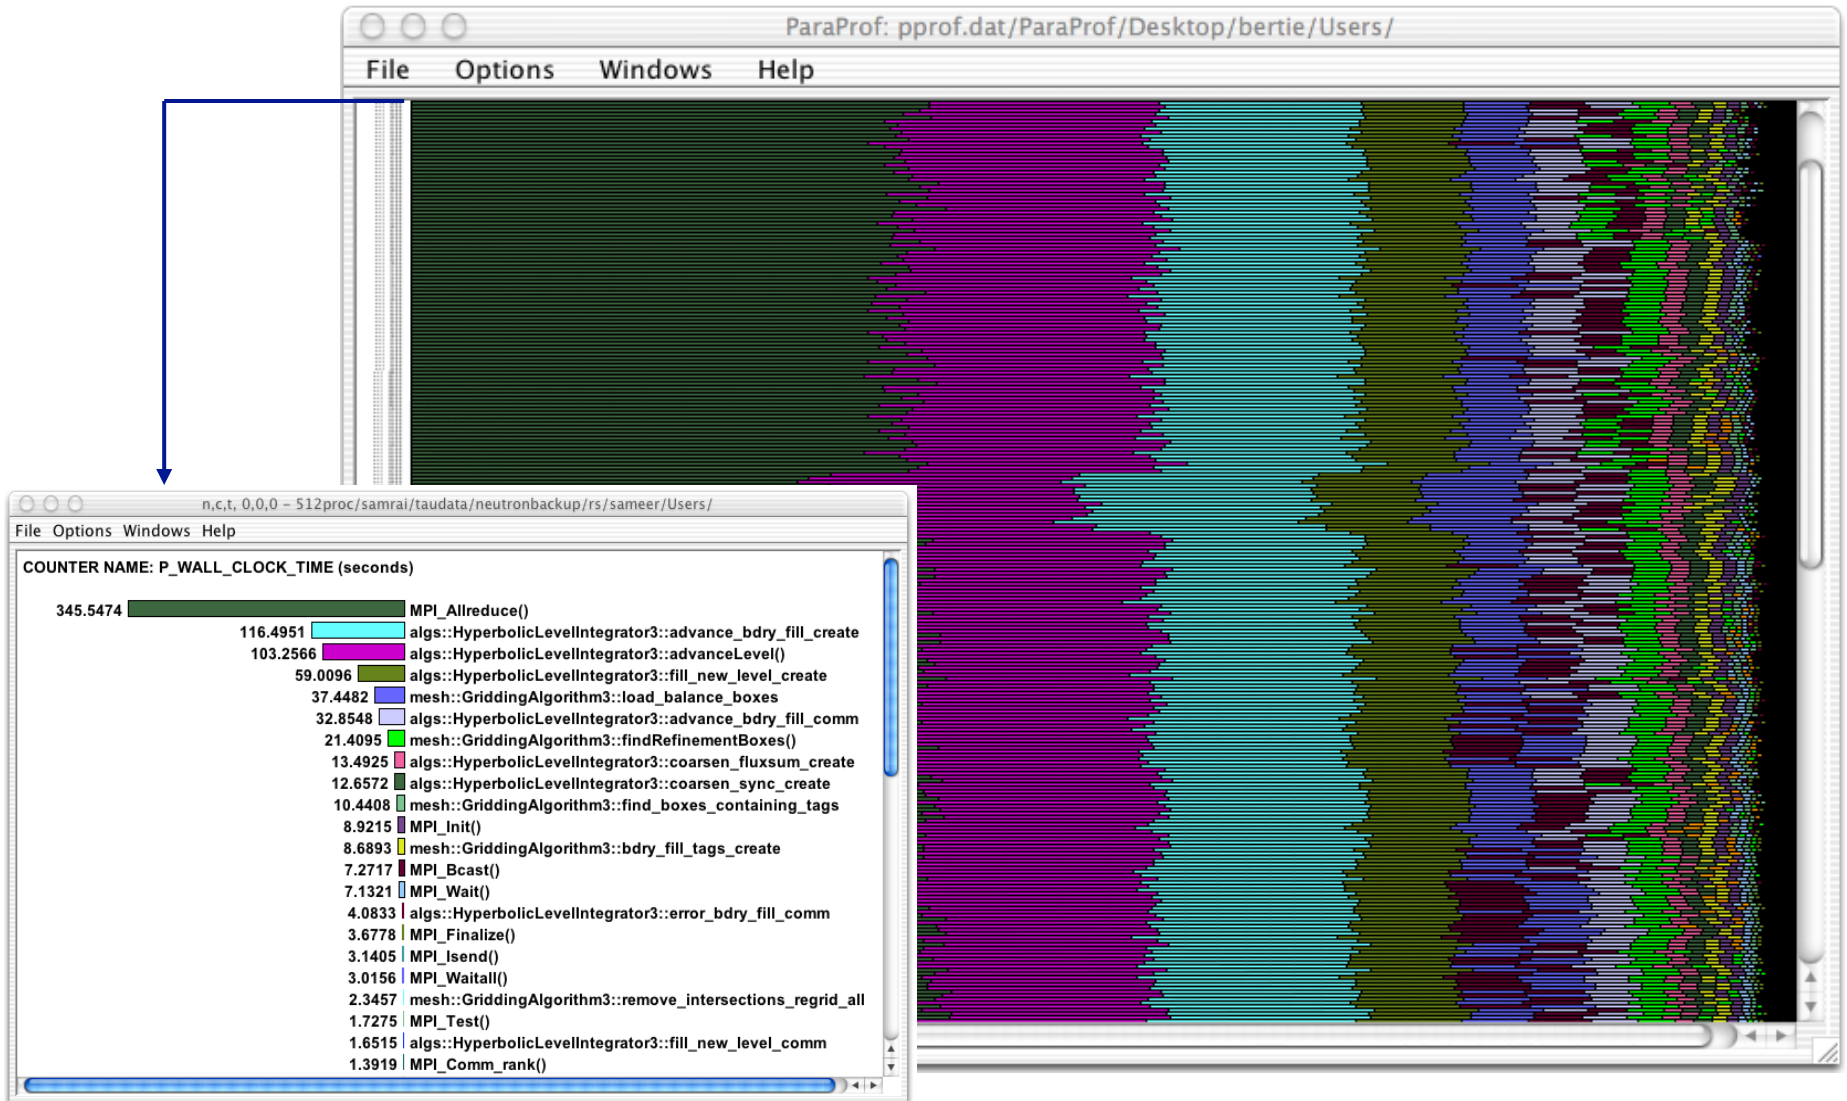 ParaProf: pprof.dat/ParaProf/Desktop/bertie/Users/
File Options Windows Help
n,c,t, 0,0,0 – 512proc/samrai/taudata/neutronbackup/rs/sameer/Users/
File Options Windows Help
COUNTER NAME: P_WALL_CLOCK_TIME (seconds)
345.5474 MPI_Allreduce()
116.4951 algs::HyperbolicLevelIntegrator3::advance_bdry_fill_create
103.2566 algs::HyperbolicLevelIntegrator3::advanceLevel()
59.0096 algs::HyperbolicLevelIntegrator3::fill_new_level_create
37.4482 mesh::GriddingAlgorithm3::load_balance_boxes
32.8548 algs::HyperbolicLevelIntegrator3::advance_bdry_fill_comm
21.4095 mesh::GriddingAlgorithm3::findRefinementBoxes()
13.4925 algs::HyperbolicLevelIntegrator3::coarsen_fluxsum_create
12.6572 algs::HyperbolicLevelIntegrator3::coarsen_sync_create
10.4408 mesh::GriddingAlgorithm3::find_boxes_containing_tags
8.9215 MPI_Init()
8.6893 mesh::GriddingAlgorithm3::bdry_fill_tags_create
7.2717 MPI_Bcast()
7.1321 MPI_Wait()
4.0833 algs::HyperbolicLevelIntegrator3::error_bdry_fill_comm
3.6778 MPI_Finalize()
3.1405 MPI_Isend()
3.0156 MPI_Waitall()
2.3457 mesh::GriddingAlgorithm3::remove_intersections_regrid_all
1.7275 MPI_Test()
1.6515 algs::HyperbolicLevelIntegrator3::fill_new_level_comm
1.3919 MPI_Comm_rank()